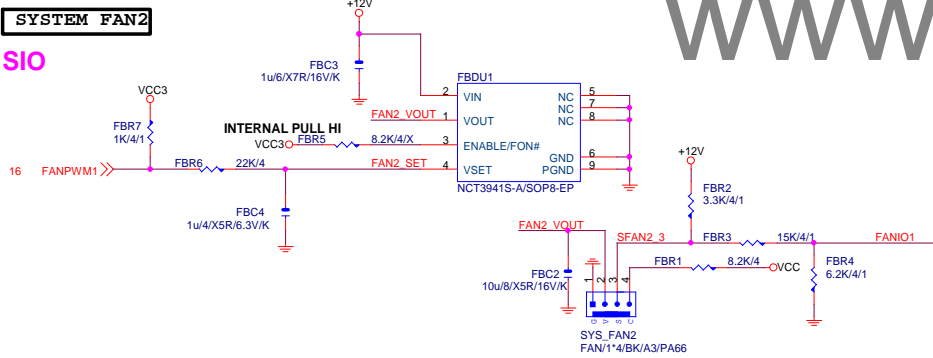 SYSTEM FAN2
WWW
SIO
+12V
FBC3
1u/6/X7R/16V/K
VCC3
FBR7
1K/4/1
16 FANPWM1
FBR6 22K/4
FBC4
1u/4/X5R/6.3V/K
INTERNAL PULL HI
VCC3 FBR5 8.2K/4/X
FAN2_VOUT
FAN2_SET
FBDU1
2 VIN NC 5
NC 7
1 VOUT NC 8
3 ENABLE/FON#
GND 6
4 VSET PGND 9
NCT3941S-A/SOP8-EP
+12V
FBR2
3.3K/4/1
FAN2_VOUT
SFAN2_3
FBR3 15K/4/1
FANIO1
FBR1 8.2K/4
VCC
FBR4
6.2K/4/1
FBC2
10u/8/X5R/16V/K
1 2 3 4
G V S C
SYS_FAN2
FAN/1*4/BK/A3/PA66